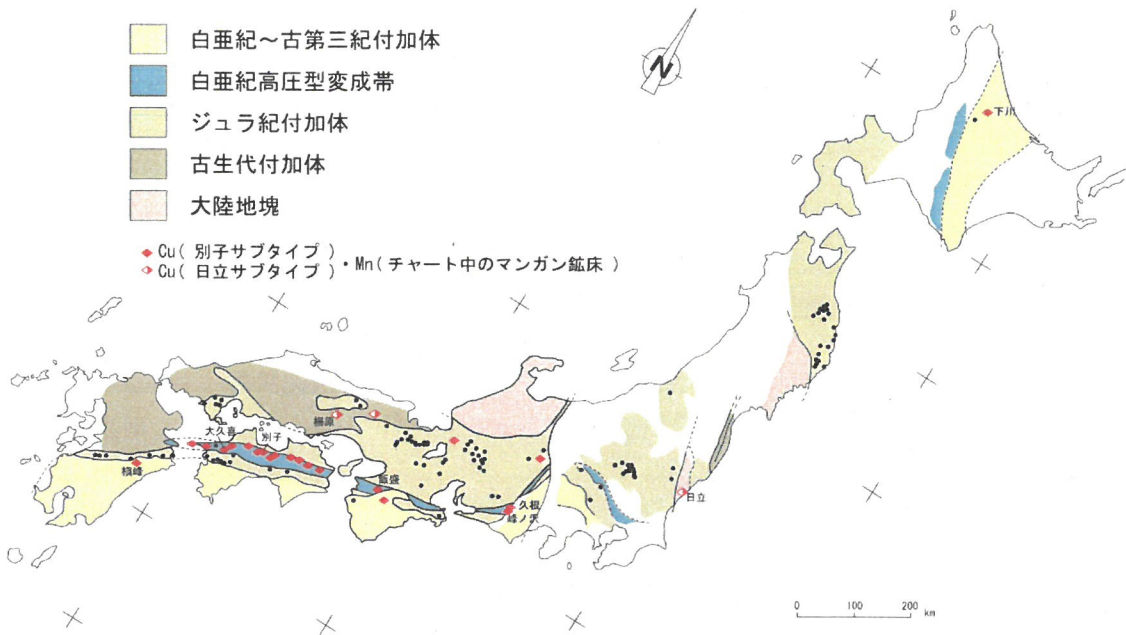 白亜紀～古第三紀付加体
白亜紀高圧型変成帯
ジュラ紀付加体
古生代付加体
大陸地塊
Cu( 別子サブタイプ )
Cu( 日立サブタイプ )
・Mn( チャート中のマンガン鉱床 )
N
下川
柵原
大久喜
別子
槇峰
飯盛
久根
峰ノ沢
日立
0 100 200
km